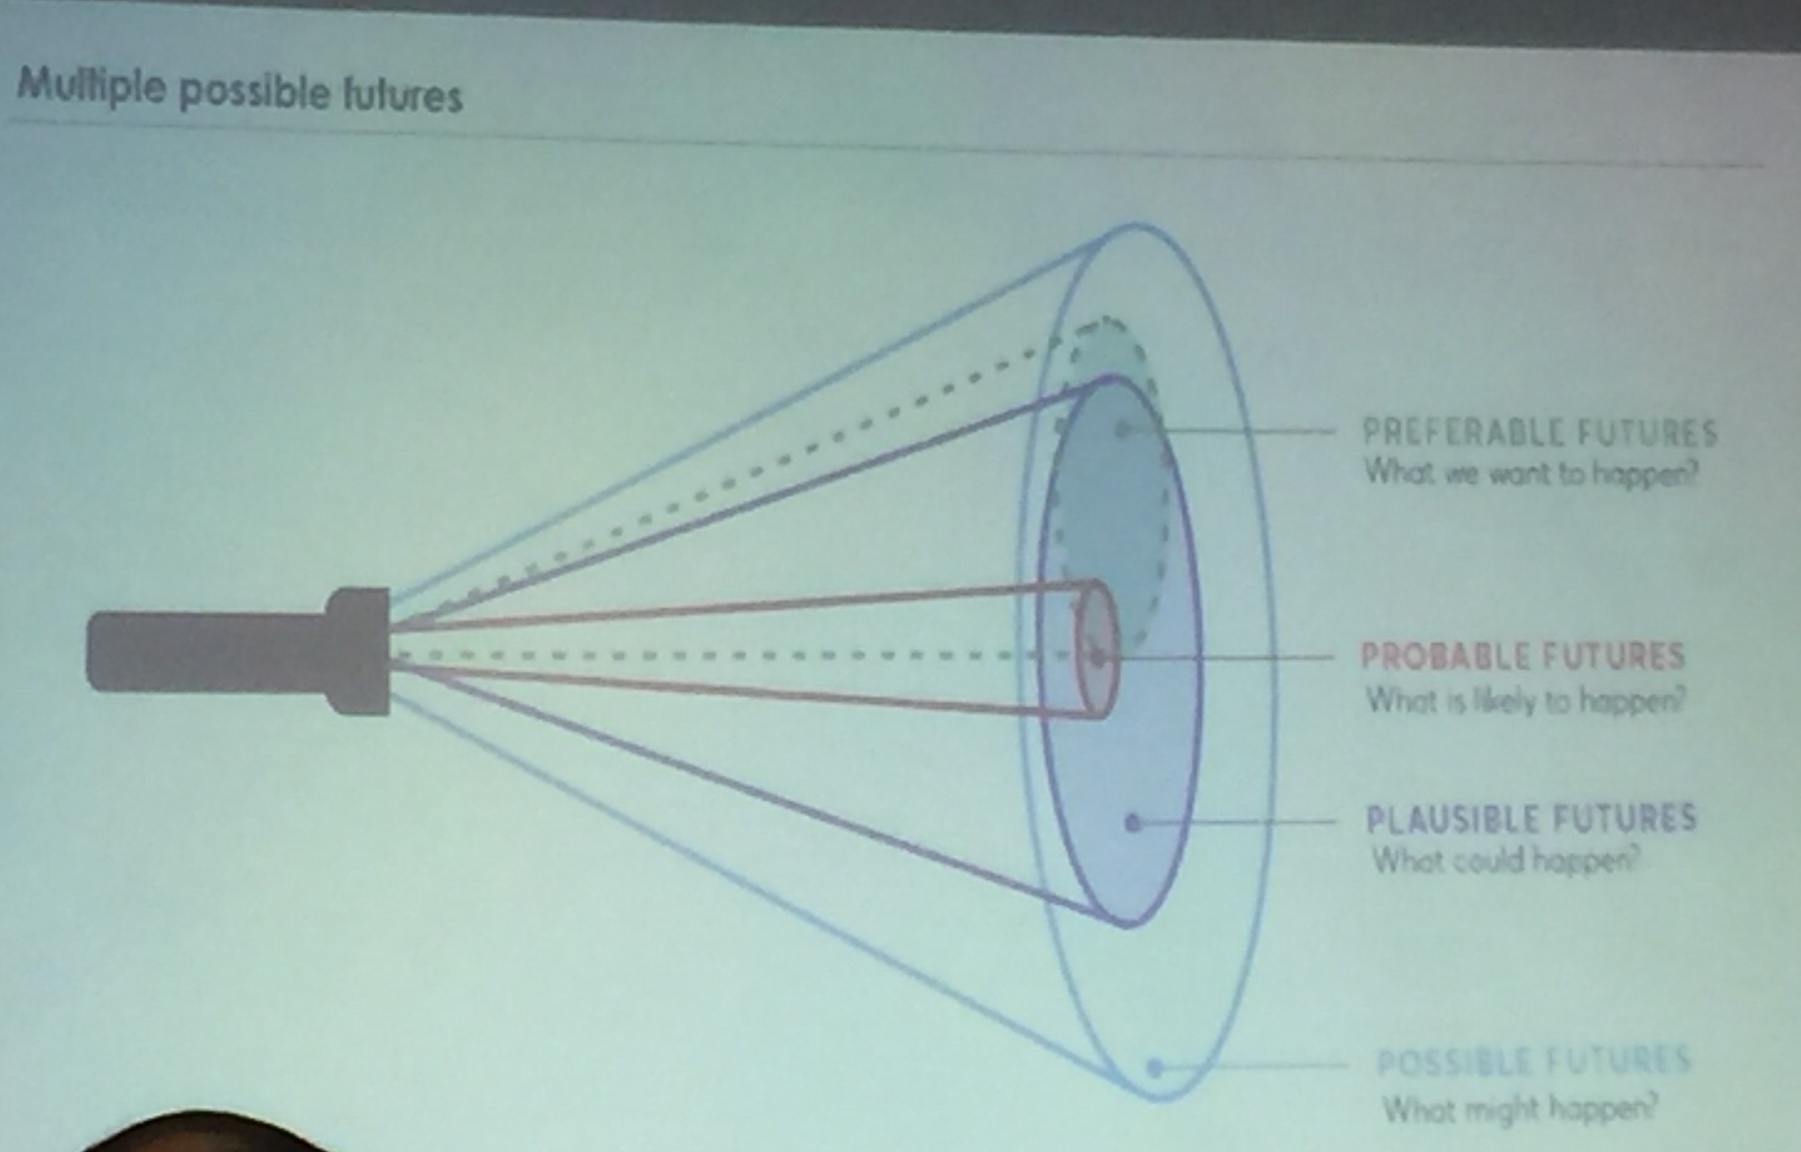 Multiple possible futures
PREFERABLE FUTURES
What we want to happen?
PROBABLE FUTURES
What is likely to happen?
PLAUSIBLE FUTURES
What could happen?
POSSIBLE FUTURES
What might happen?